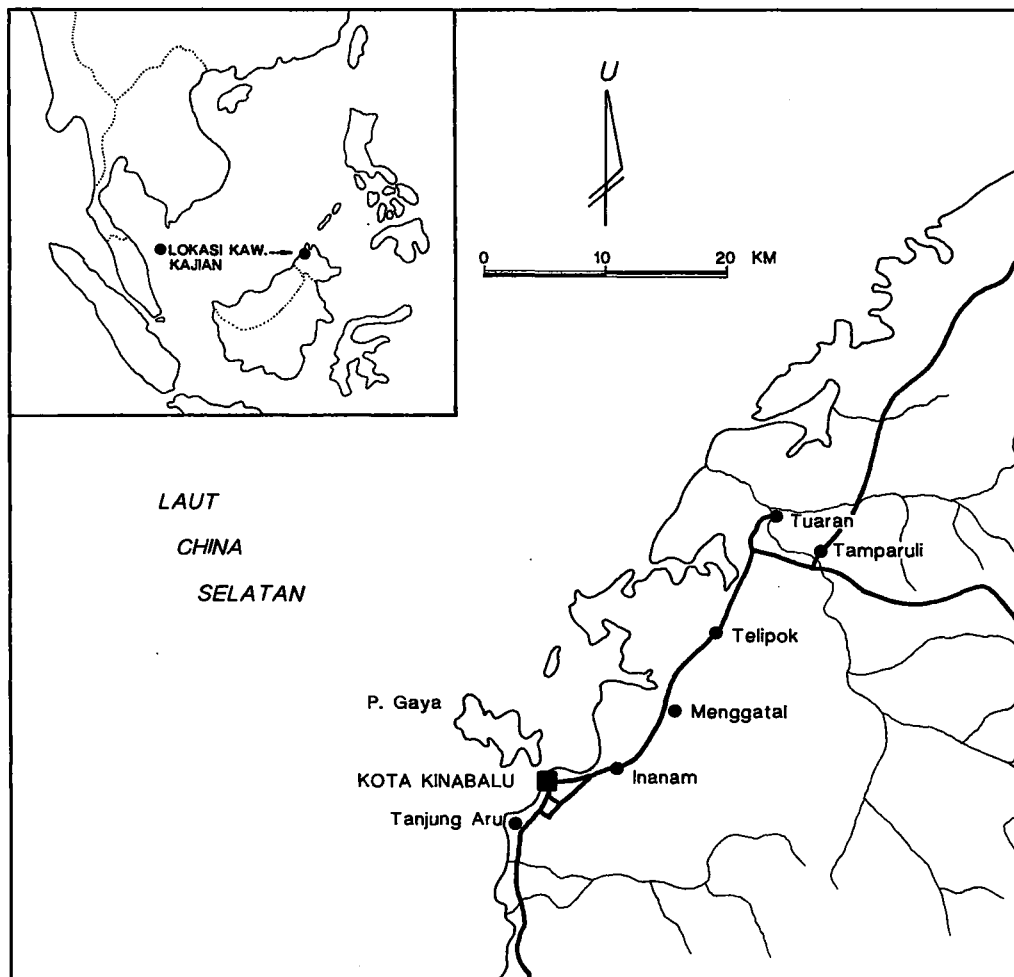 LOKASI KAW.
KAJIAN
U
0 10 20 KM
LAUT
CHINA
SELATAN
Tuaran
Tamparuli
Telipok
P. Gaya
Menggatal
KOTA KINABALU
Inanam
Tanjung Aru